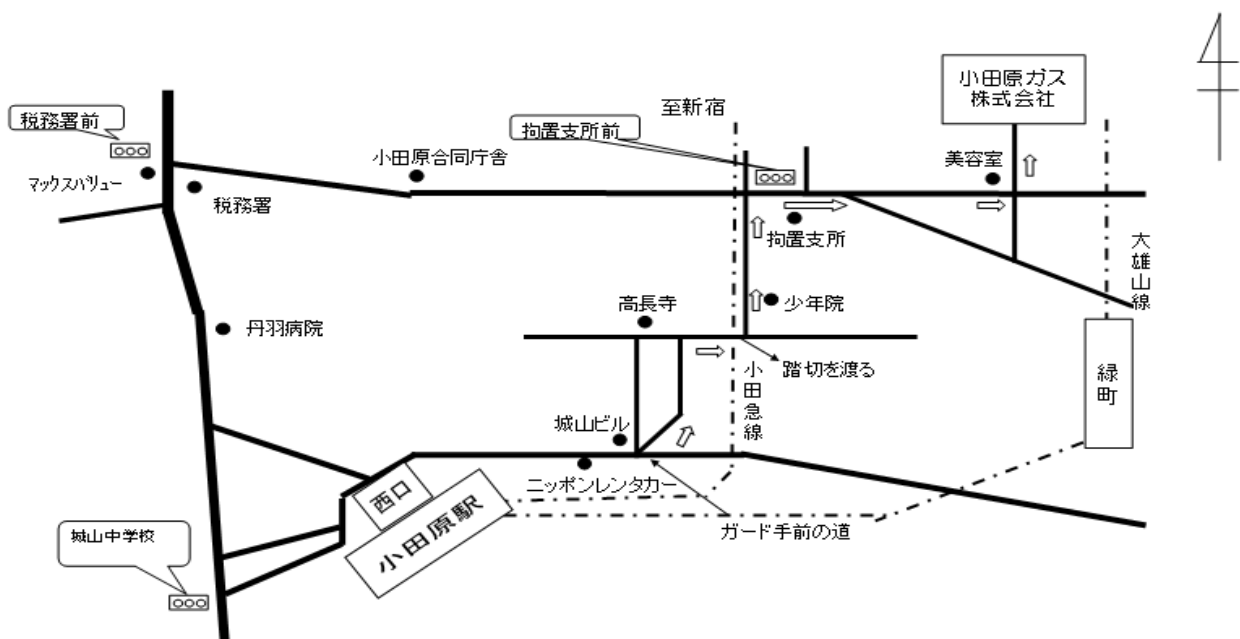 小田原ガス
株式会社
至新宿
税務署前
拘置支所前
小田原合同庁舎
美容室
マックスバリュー
税務署
拘置支所
大雄山線
高長寺
少年院
丹羽病院
踏切を渡る
小田急線
緑町
城山ビル
ニッポンレンタカー
西口
小田原駅
ガード手前の道
城山中学校